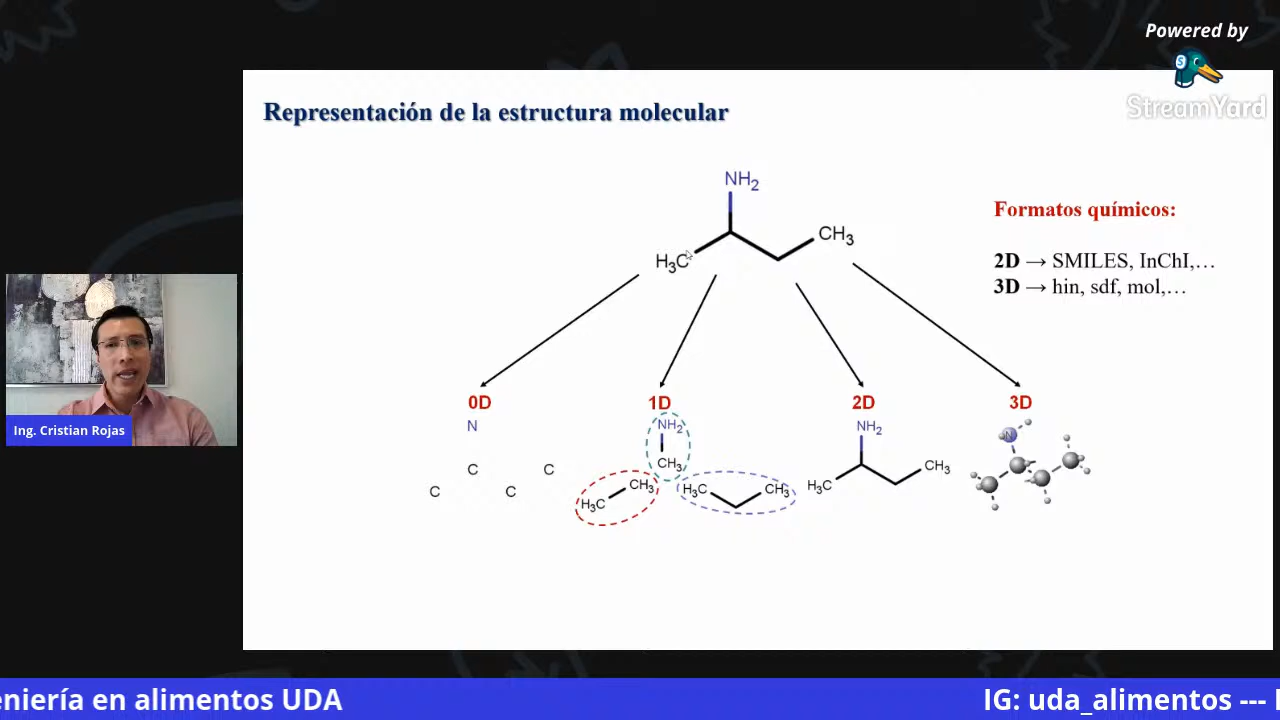 Powered by
S
StreamYard
Representación de la estructura molecular
NH2
H3C
CH3
Formatos químicos:
2D → SMILES, InChI,...
3D → hin, sdf, mol,...
0D
1D
2D
3D
N
C
C
C
C
NH2
CH3
H3C
CH3
H3C
CH3
NH2
H3C
CH3
N
Ing. Cristian Rojas
eniería en alimentos UDA
IG: uda_alimentos ---